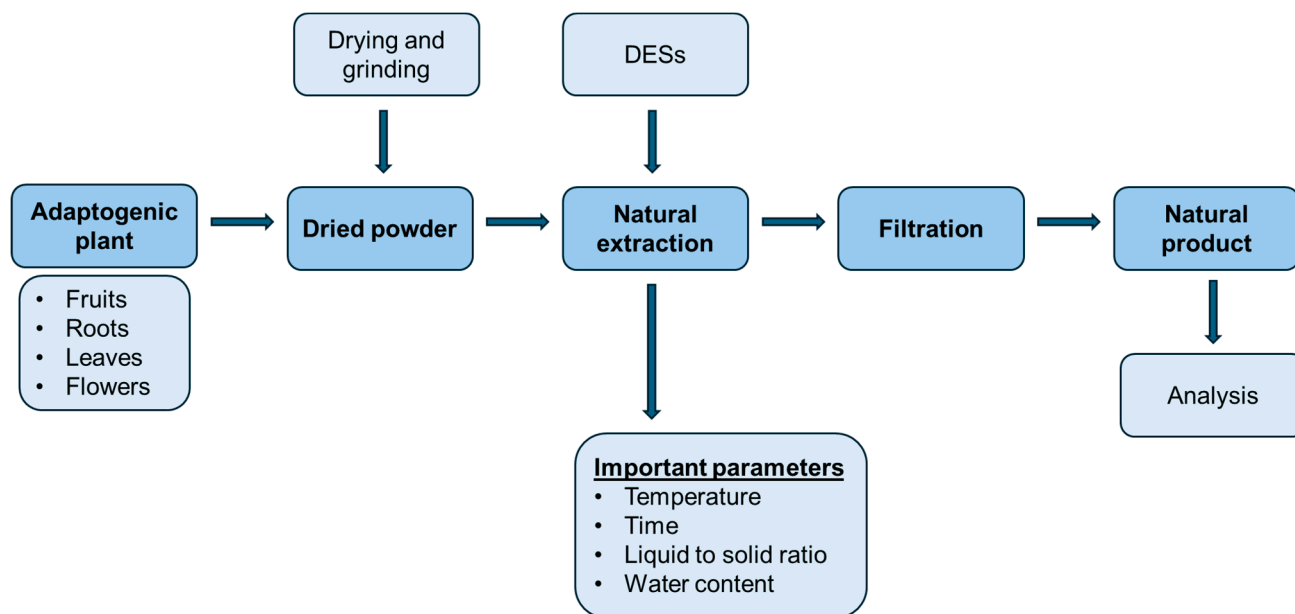 Drying and
grinding
DESs
Adaptogenic
plant
Dried powder
Natural
extraction
Filtration
Natural
product
• Fruits
• Roots
• Leaves
• Flowers
Analysis
Important parameters
• Temperature
• Time
• Liquid to solid ratio
• Water content